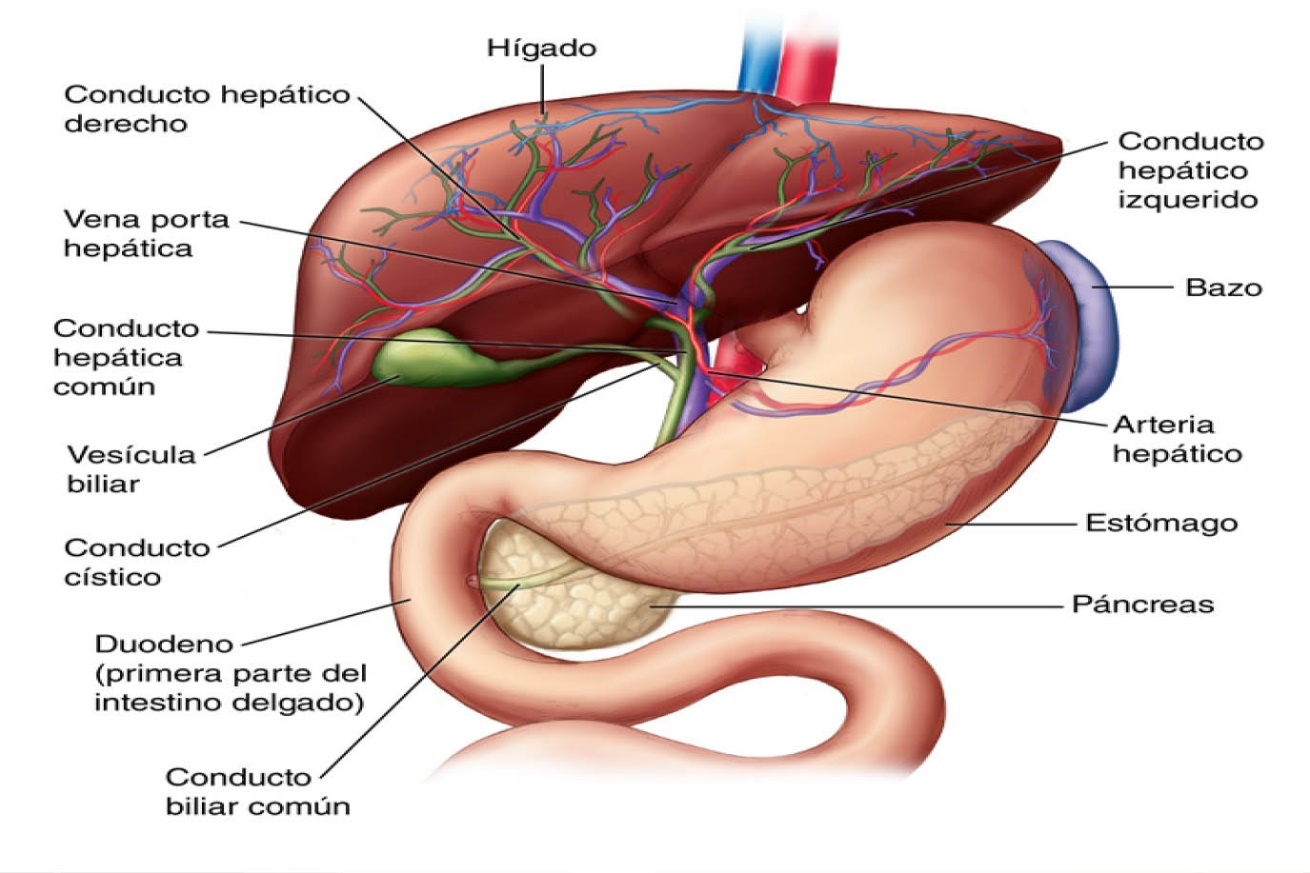 Hígado
Conducto hepático
derecho
Conducto
hepático
izquerido
Vena porta
hepática
Bazo
Conducto
hepática
común
Arteria
hepático
Vesícula
biliar
Estómago
Conducto
cístico
Páncreas
Duodeno
(primera parte del
intestino delgado)
Conducto
biliar común